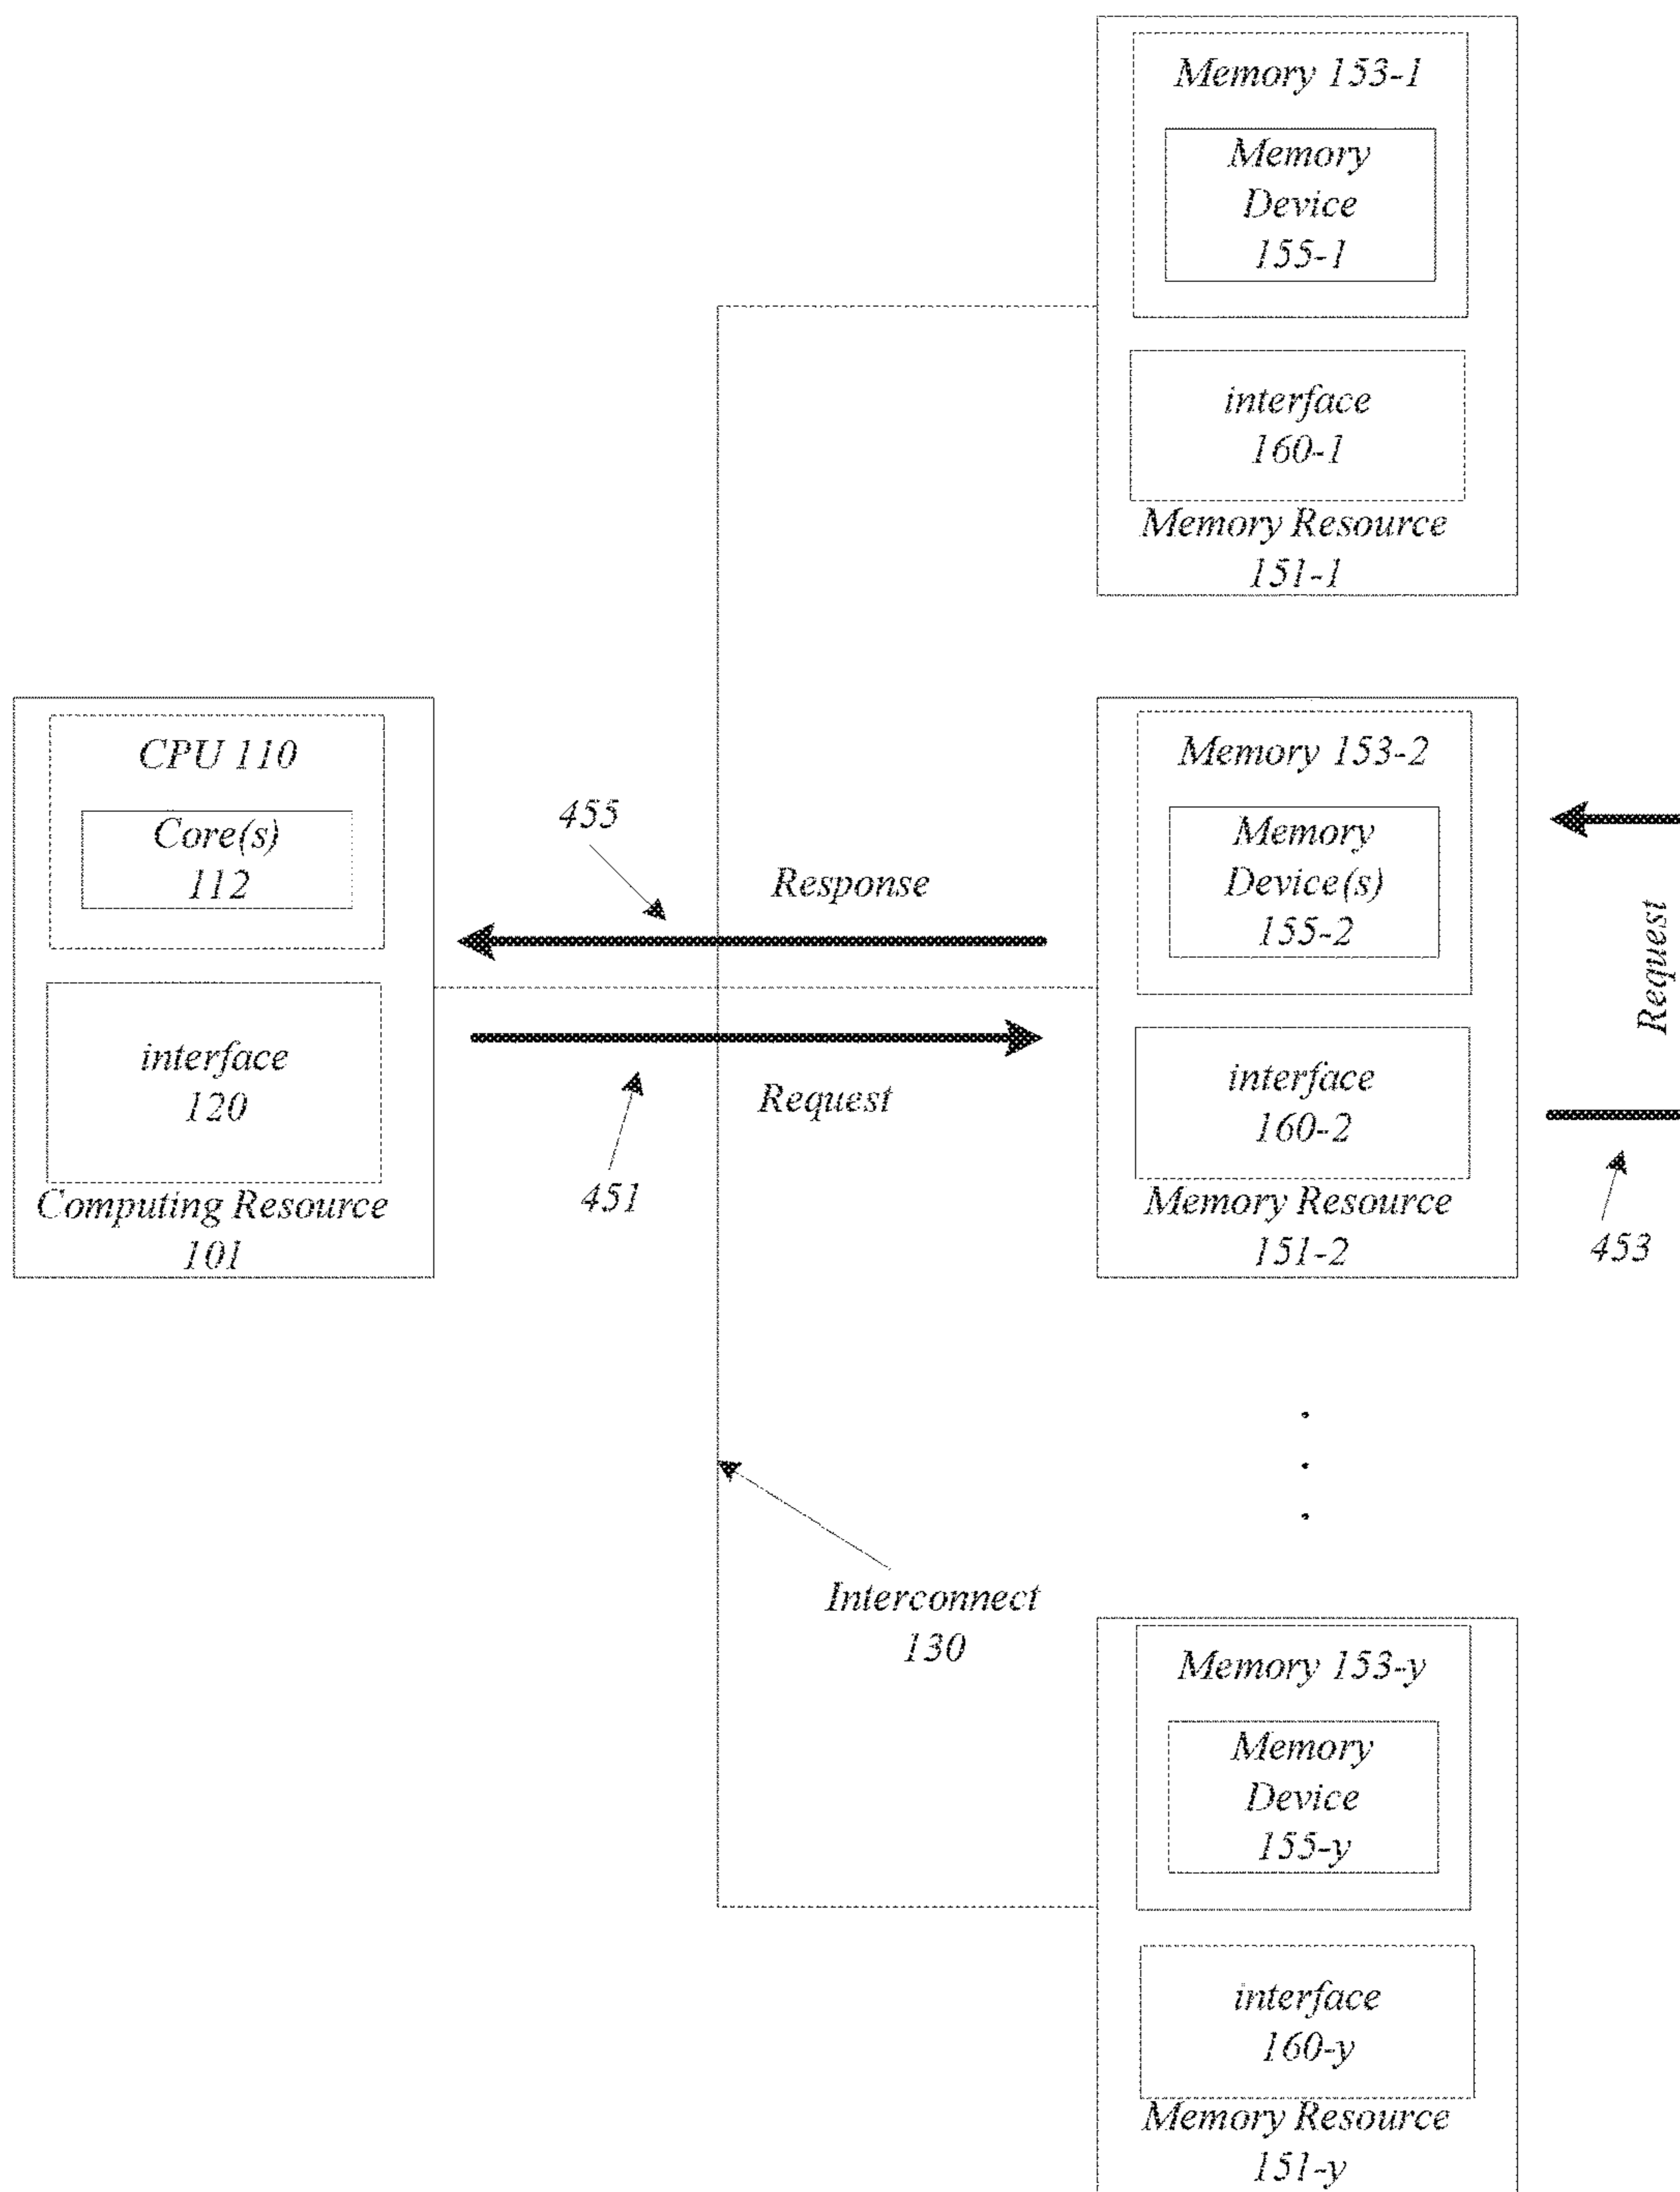 Memory 153-1
Memory
Device
155-1
interface
160-1
Memory Resource
151-1
CPU 110
Core(s)
112
interface
120
Computing Resource
101
455
Response
Request
451
Memory 153-2
Memory
Device(s)
155-2
interface
160-2
Memory Resource
151-2
Request
453
Interconnect
130
Memory 153-y
Memory
Device
155-y
interface
160-y
Memory Resource
151-y